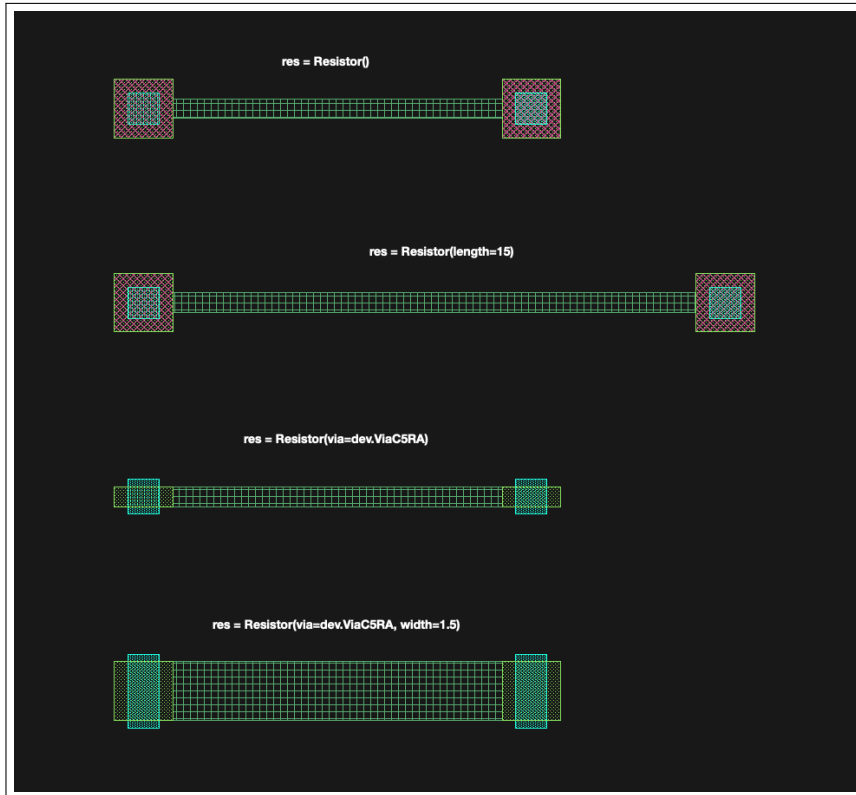 res = Resistor()
res = Resistor(length=15)
res = Resistor(via=dev.ViaC5RA)
res = Resistor(via=dev.ViaC5RA, width=1.5)